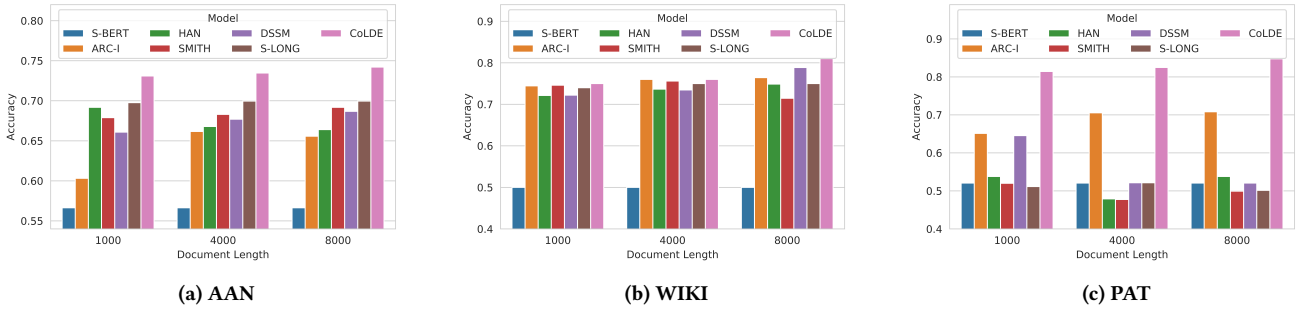 Model
S-BERT HAN DSSM CoLDE
ARC-I SMITH S-LONG
Accuracy
0.80
0.75
0.70
0.65
0.60
0.55
1000 4000 8000
Document Length
(a) AAN
Model
S-BERT HAN DSSM CoLDE
ARC-I SMITH S-LONG
Accuracy
0.9
0.8
0.7
0.6
0.5
0.4
1000 4000 8000
Document Length
(b) WIKI
Model
S-BERT HAN DSSM CoLDE
ARC-I SMITH S-LONG
Accuracy
0.9
0.8
0.7
0.6
0.5
0.4
1000 4000 8000
Document Length
(c) PAT